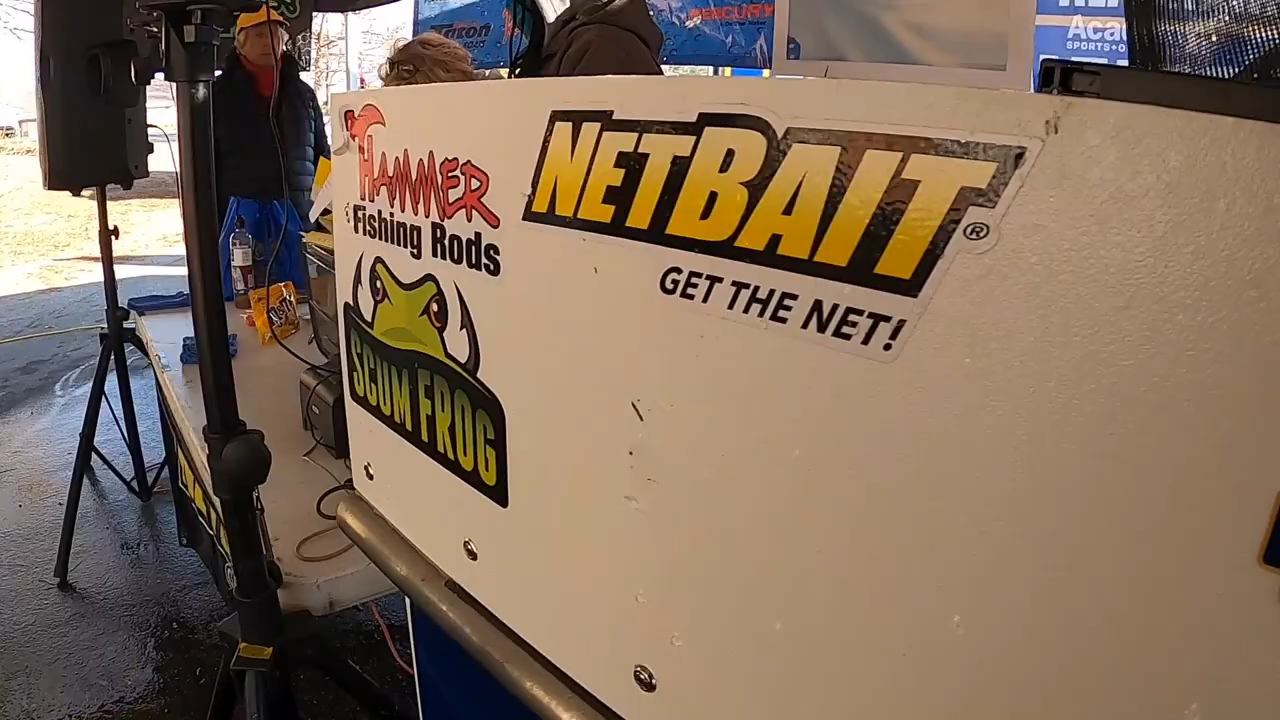 MERCURY
Aca
SPORTS+O
HAMMER
Fishing Rods
NETBAIT®
GET THE NET!
SCUM FROG